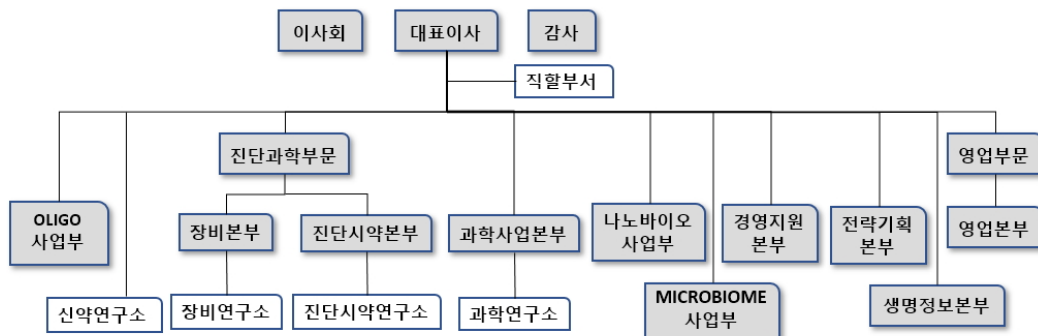 이사회
대표이사
감사
직할부서
진단과학부문
영업부문
OLIGO
사업부
장비본부
진단시약본부
과학사업본부
나노바이오
사업부
경영지원
본부
전략기획
본부
영업본부
신약연구소
장비연구소
진단시약연구소
과학연구소
MICROBIOME
사업부
생명정보본부